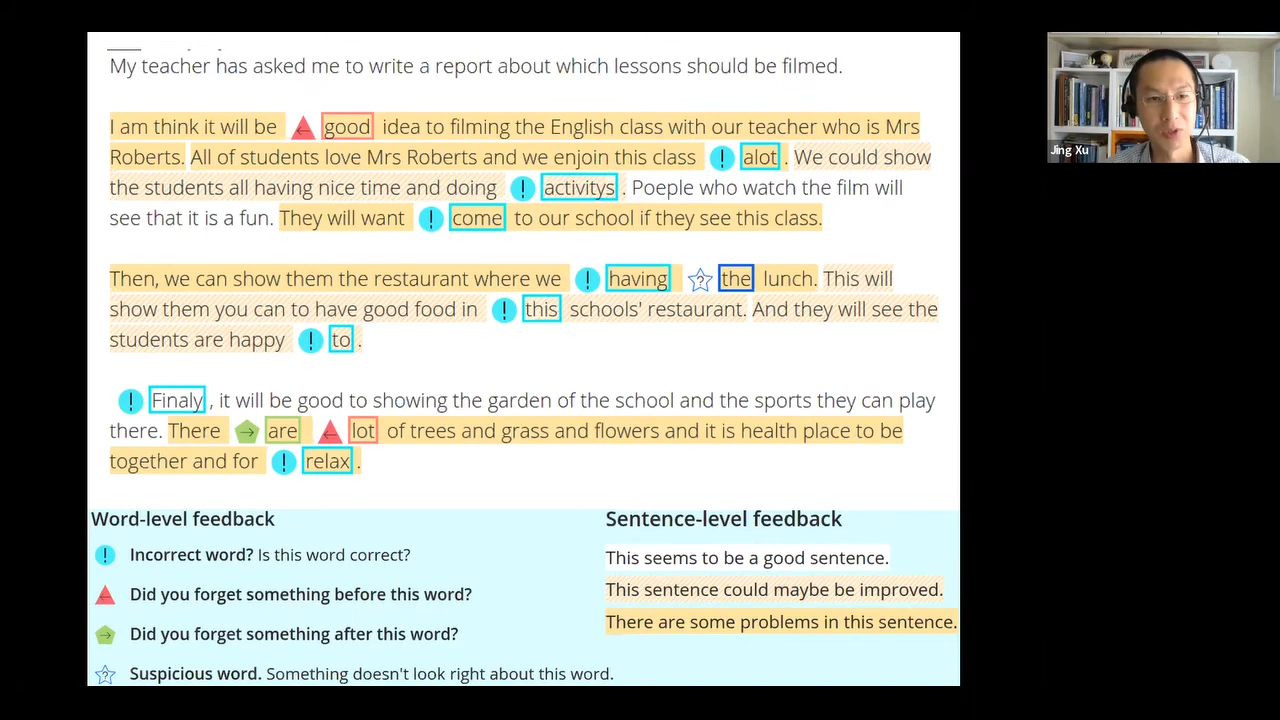 My teacher has asked me to write a report about which lessons should be filmed.
I am think it will be good idea to filming the English class with our teacher who is Mrs
Roberts. All of students love Mrs Roberts and we enjoin this class ! alot . We could show
the students all having nice time and doing ! activitys . Poeple who watch the film will
see that it is a fun. They will want ! come to our school if they see this class.
Then, we can show them the restaurant where we ! having ? the lunch. This will
show them you can to have good food in ! this schools' restaurant. And they will see the
students are happy ! to .
! Finaly , it will be good to showing the garden of the school and the sports they can play
there. There → are ← lot of trees and grass and flowers and it is health place to be
together and for ! relax .
Word-level feedback
! Incorrect word? Is this word correct?
← Did you forget something before this word?
→ Did you forget something after this word?
? Suspicious word. Something doesn't look right about this word.
Sentence-level feedback
This seems to be a good sentence.
This sentence could maybe be improved.
There are some problems in this sentence.
Jing Xu